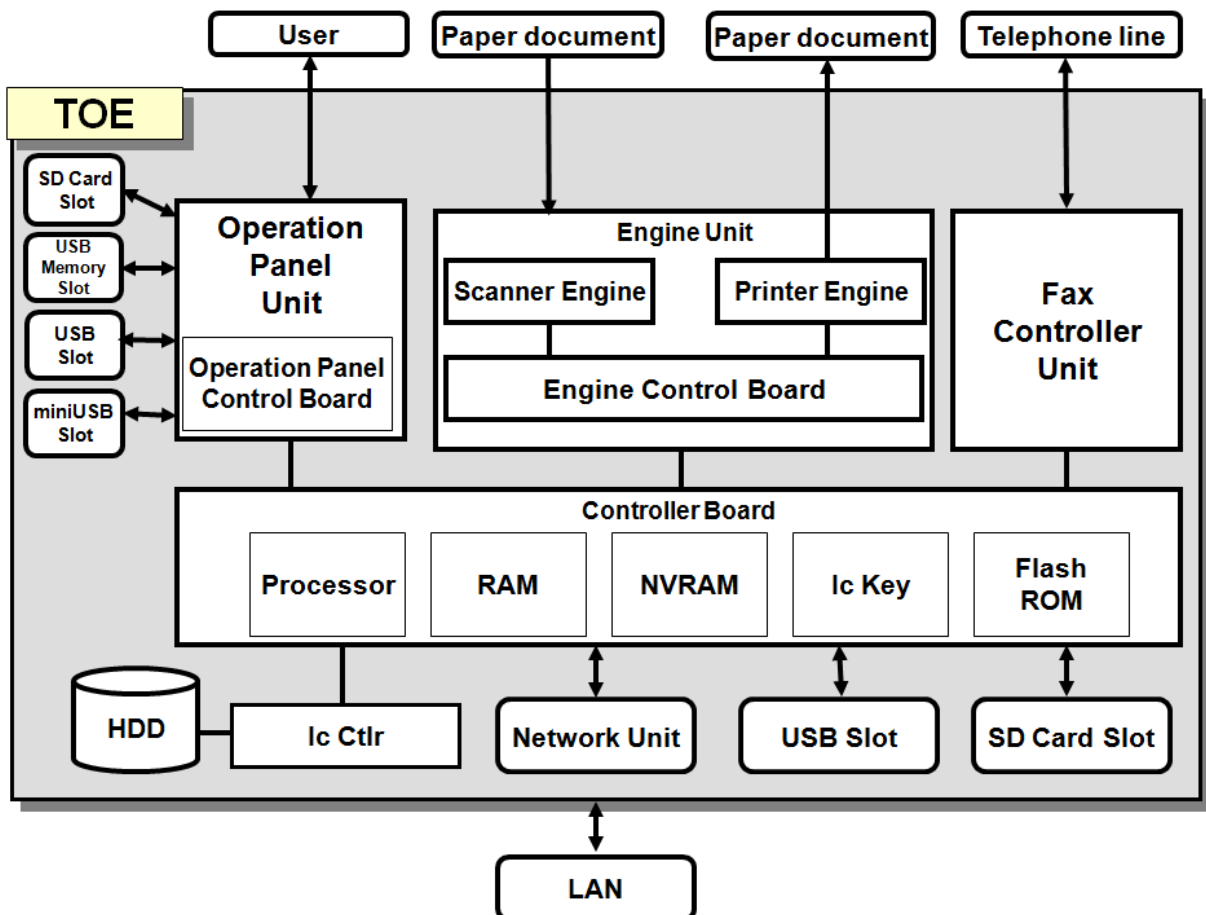 User
Paper document
Paper document
Telephone line
TOE
SD Card
Slot
USB
Memory
Slot
USB
Slot
miniUSB
Slot
Operation
Panel
Unit
Operation Panel
Control Board
Engine Unit
Scanner Engine
Printer Engine
Engine Control Board
Fax
Controller
Unit
Controller Board
Processor
RAM
NVRAM
Ic Key
Flash
ROM
HDD
Ic Ctlr
Network Unit
USB Slot
SD Card Slot
LAN